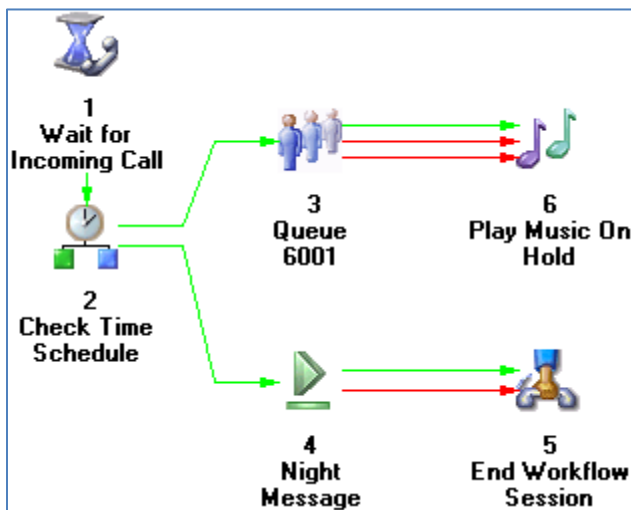 1
Wait for
Incoming Call
2
Check Time
Schedule
3
Queue
6001
6
Play Music On
Hold
4
Night
Message
5
End Workflow
Session